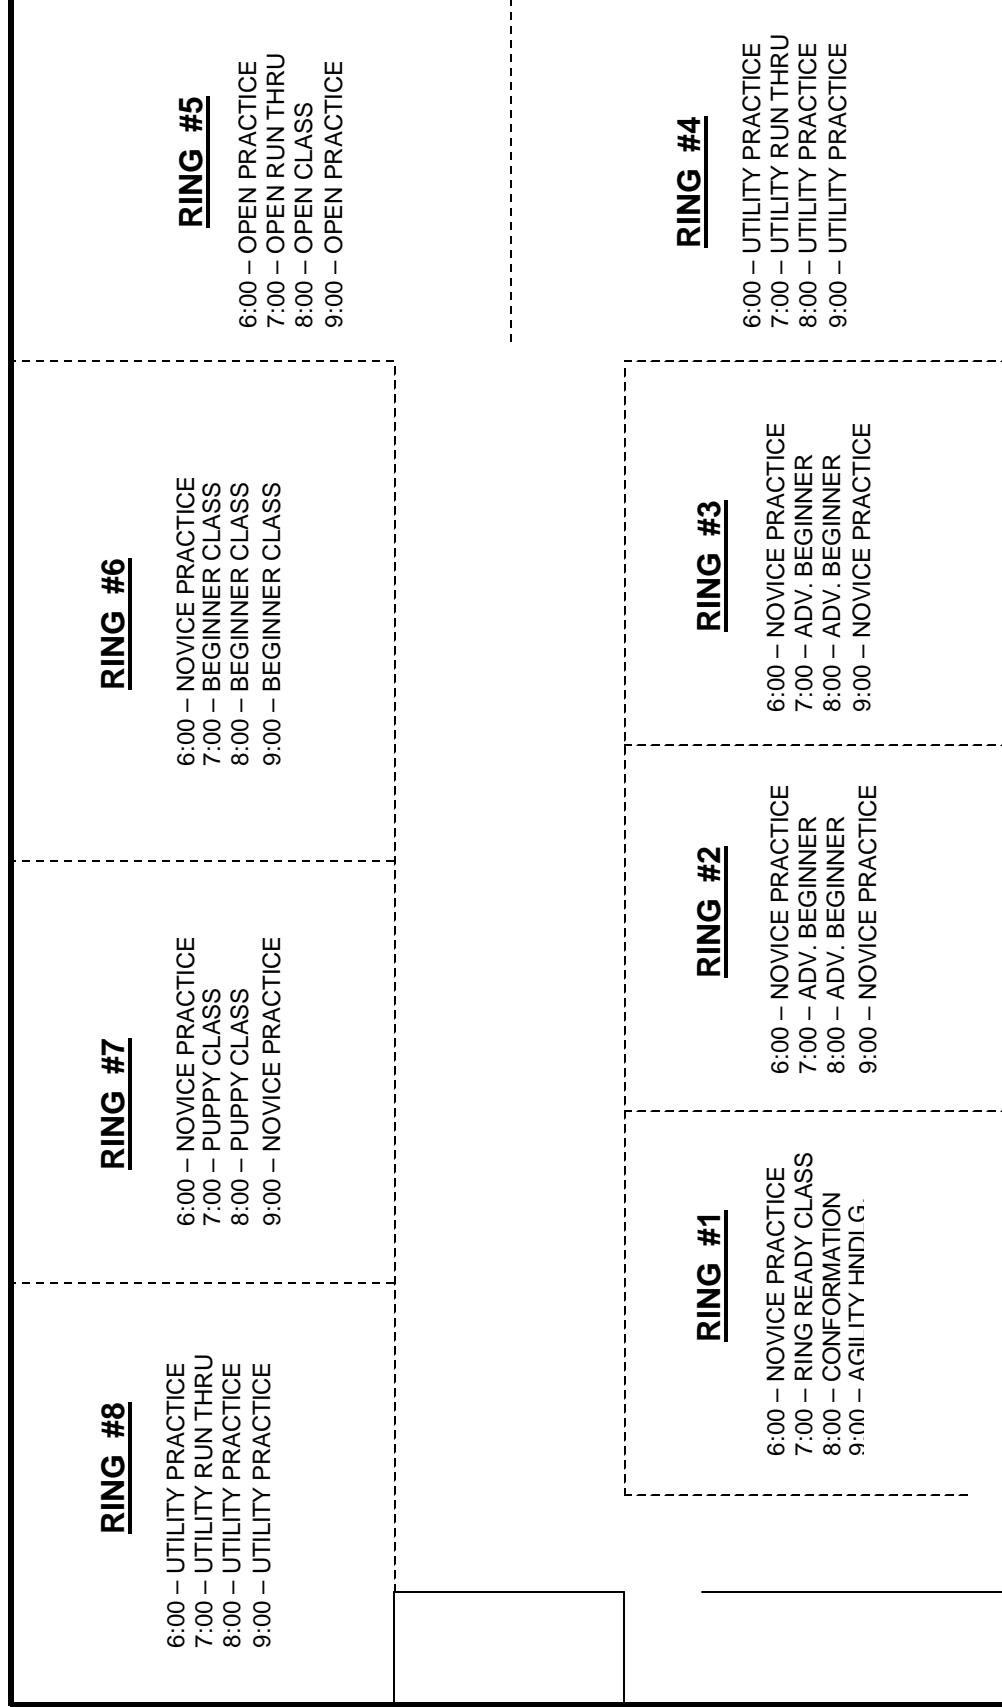 RING #8
6:00 – UTILITY PRACTICE
7:00 – UTILITY RUN THRU
8:00 – UTILITY PRACTICE
9:00 – UTILITY PRACTICE
RING #7
6:00 – NOVICE PRACTICE
7:00 – PUPPY CLASS
8:00 – PUPPY CLASS
9:00 – NOVICE PRACTICE
RING #6
6:00 – NOVICE PRACTICE
7:00 – BEGINNER CLASS
8:00 – BEGINNER CLASS
9:00 – BEGINNER CLASS
RING #5
6:00 – OPEN PRACTICE
7:00 – OPEN RUN THRU
8:00 – OPEN CLASS
9:00 – OPEN PRACTICE
RING #1
6:00 – NOVICE PRACTICE
7:00 – RING READY CLASS
8:00 – CONFORMATION
9:00 – AGILITY HNDLG.
RING #2
6:00 – NOVICE PRACTICE
7:00 – ADV. BEGINNER
8:00 – ADV. BEGINNER
9:00 – NOVICE PRACTICE
RING #3
6:00 – NOVICE PRACTICE
7:00 – ADV. BEGINNER
8:00 – ADV. BEGINNER
9:00 – NOVICE PRACTICE
RING #4
6:00 – UTILITY PRACTICE
7:00 – UTILITY RUN THRU
8:00 – UTILITY PRACTICE
9:00 – UTILITY PRACTICE